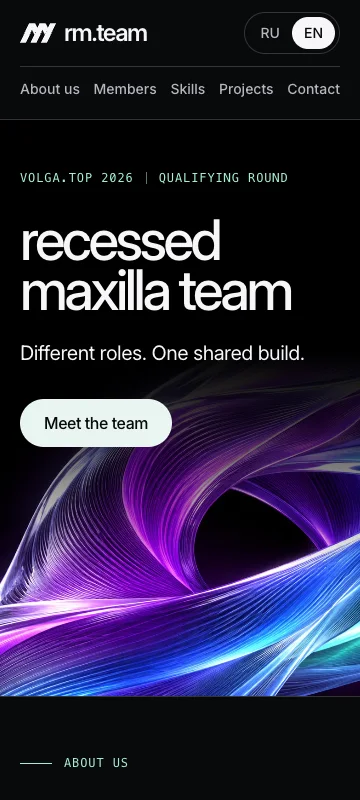 rm.team
RU EN
About us Members Skills Projects Contact
VOLGA.TOP 2026 | QUALIFYING ROUND
recessed
maxilla team
Different roles. One shared build.
Meet the team
ABOUT US